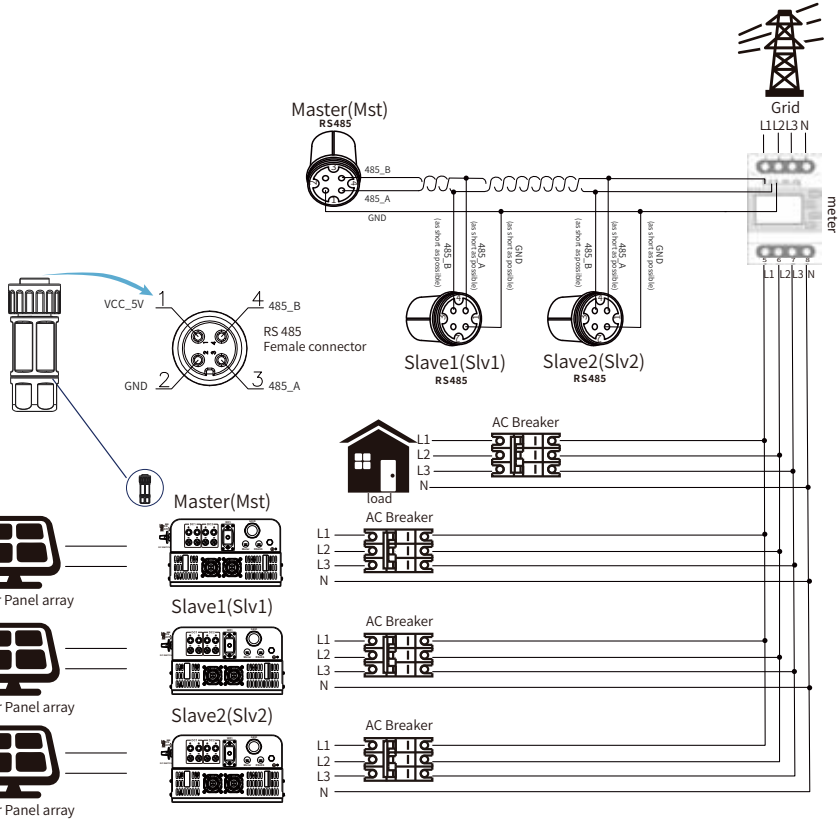 Grid
L1L2L3 N
Master(Mst)
RS485
485_B
485_A
GND
meter
485_B
(as short as possible)
485_A
(as short as possible)
GND
(as short as possible)
485_B
(as short as possible)
485_A
(as short as possible)
GND
(as short as possible)
5 6 7 8
L1 L2 L3 N
VCC_5V
1
4
485_B
RS 485
Female connector
GND
2
3
485_A
Slave1(Slv1)
RS485
Slave2(Slv2)
RS485
AC Breaker
L1
L2
L3
N
load
Master(Mst)
AC Breaker
L1
L2
L3
N
Panel array
Slave1(Slv1)
AC Breaker
L1
L2
L3
N
Panel array
Slave2(Slv2)
AC Breaker
L1
L2
L3
N
Panel array